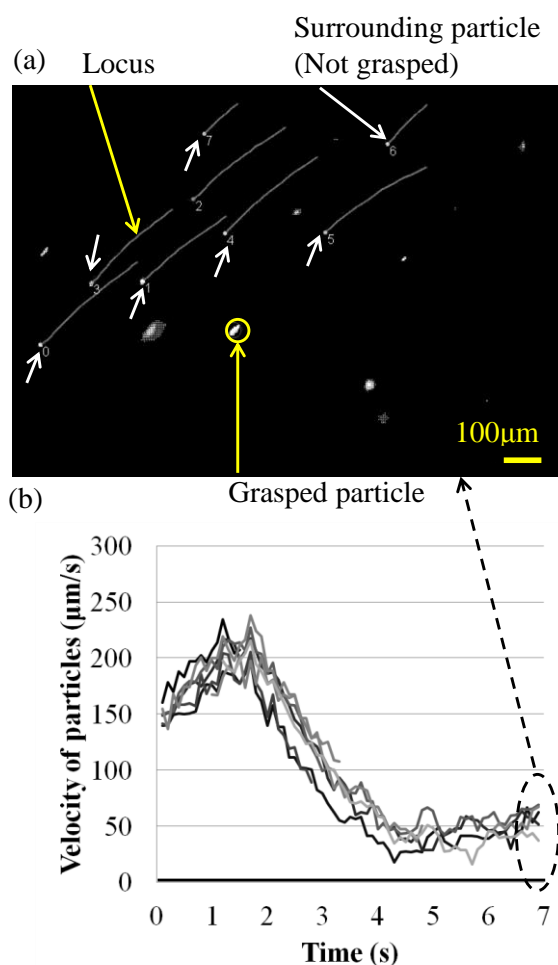 Surrounding particle
(a) Locus (Not grasped)
7
6
2
4
5
3
1
0
100μm
Grasped particle
(b)
300
250
200
150
100
50
0
0 1 2 3 4 5 6 7
Velocity of particles (μm/s)
Time (s)